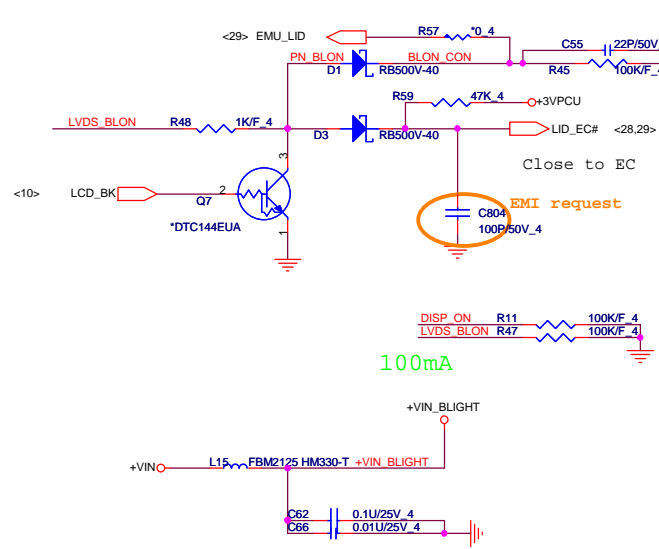 <29> EMU_LID
R57 *0_4
C55 22P/50V
PN_BLON BLON_CON
D1 RB500V-40
R45 100K/F_4
R59 47K_4 +3VPCU
LVDS_BLON R48 1K/F_4
D3 RB500V-40
LID_EC# <28,29>
3
Close to EC
<10> LCD_BK 2
Q7
EMI request
C804
*DTC144EUA
1
100P/50V_4
DISP_ON R11 100K/F_4
LVDS_BLON R47 100K/F_4
100mA
+VIN_BLIGHT
+VIN L15 FBM2125 HM330-T +VIN_BLIGHT
C62 0.1U/25V_4
C66 0.01U/25V_4